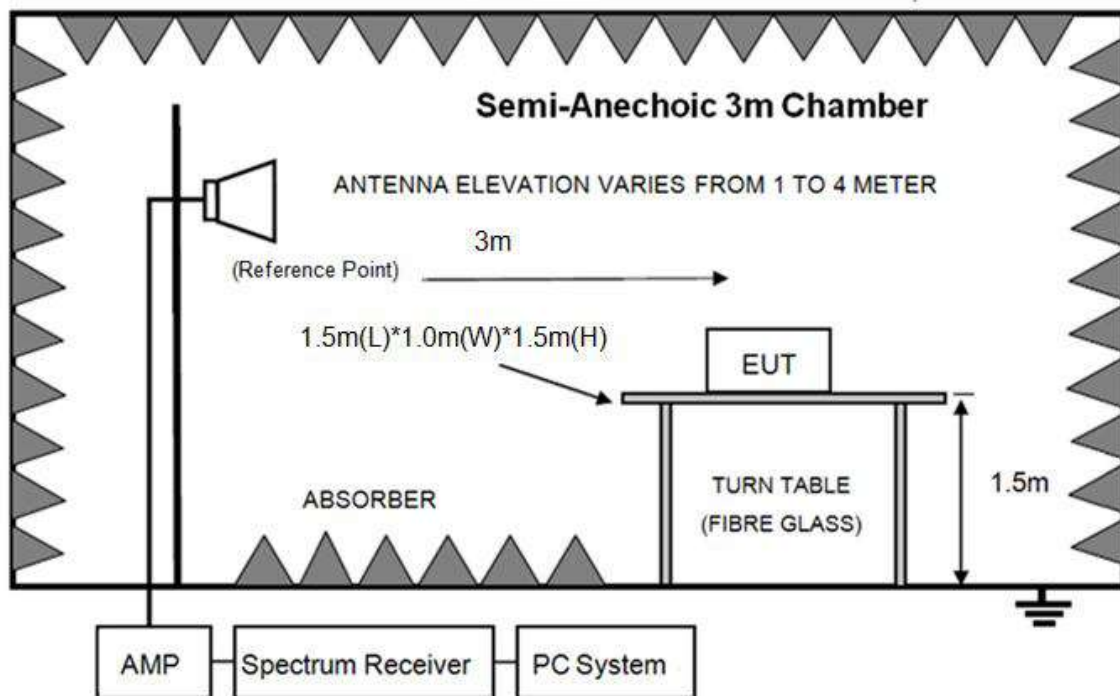 Semi-Anechoic 3m Chamber
ANTENNA ELEVATION VARIES FROM 1 TO 4 METER
3m
(Reference Point)
1.5m(L)*1.0m(W)*1.5m(H)
EUT
ABSORBER
TURN TABLE
(FIBRE GLASS)
1.5m
AMP
Spectrum Receiver
PC System